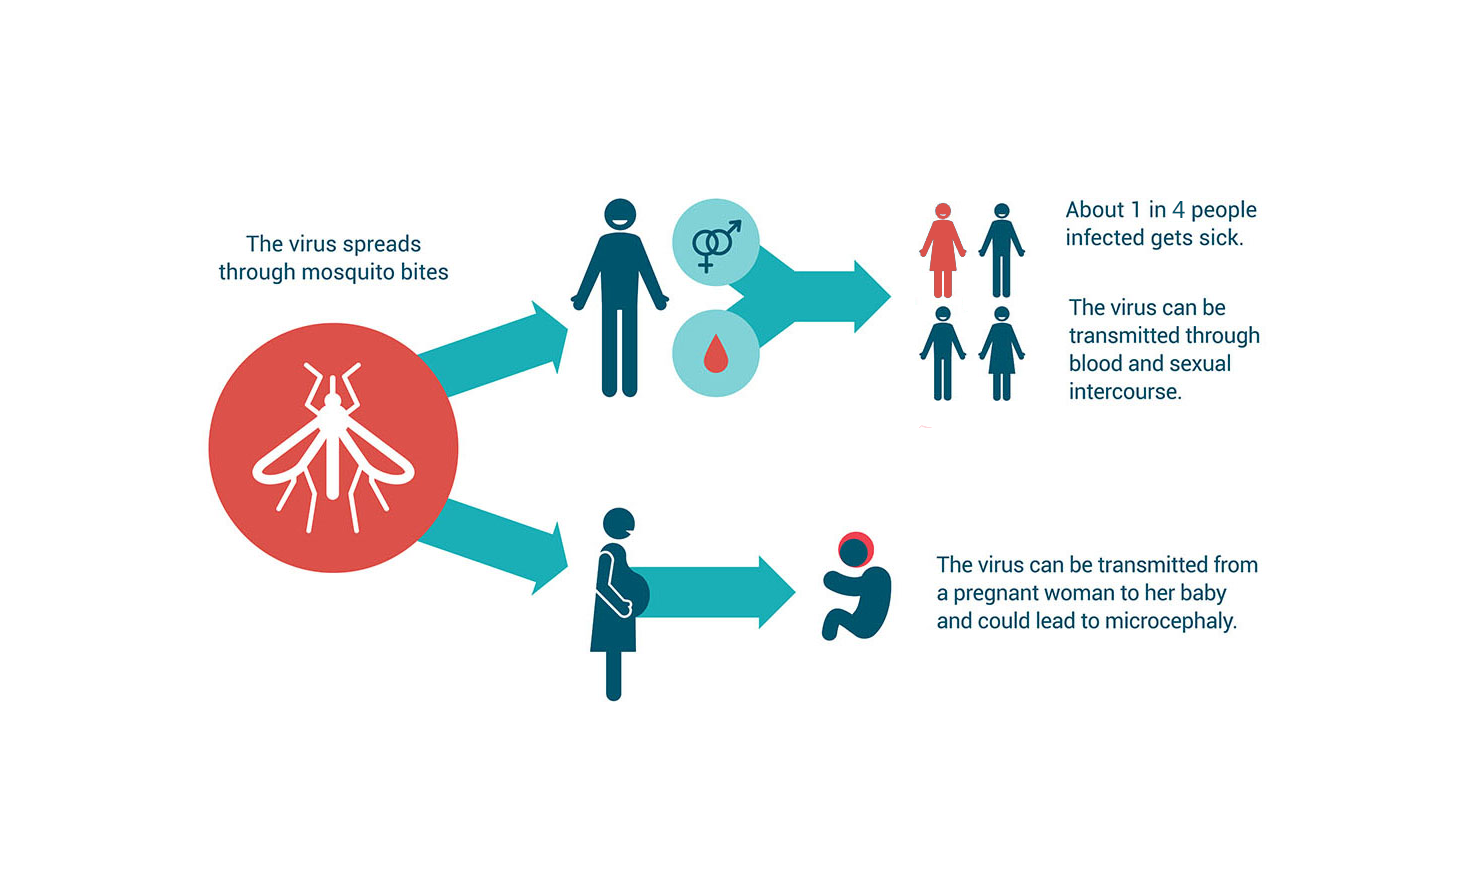 The virus spreads
through mosquito bites
About 1 in 4 people
infected gets sick.
The virus can be
transmitted through
blood and sexual
intercourse.
The virus can be transmitted from
a pregnant woman to her baby
and could lead to microcephaly.